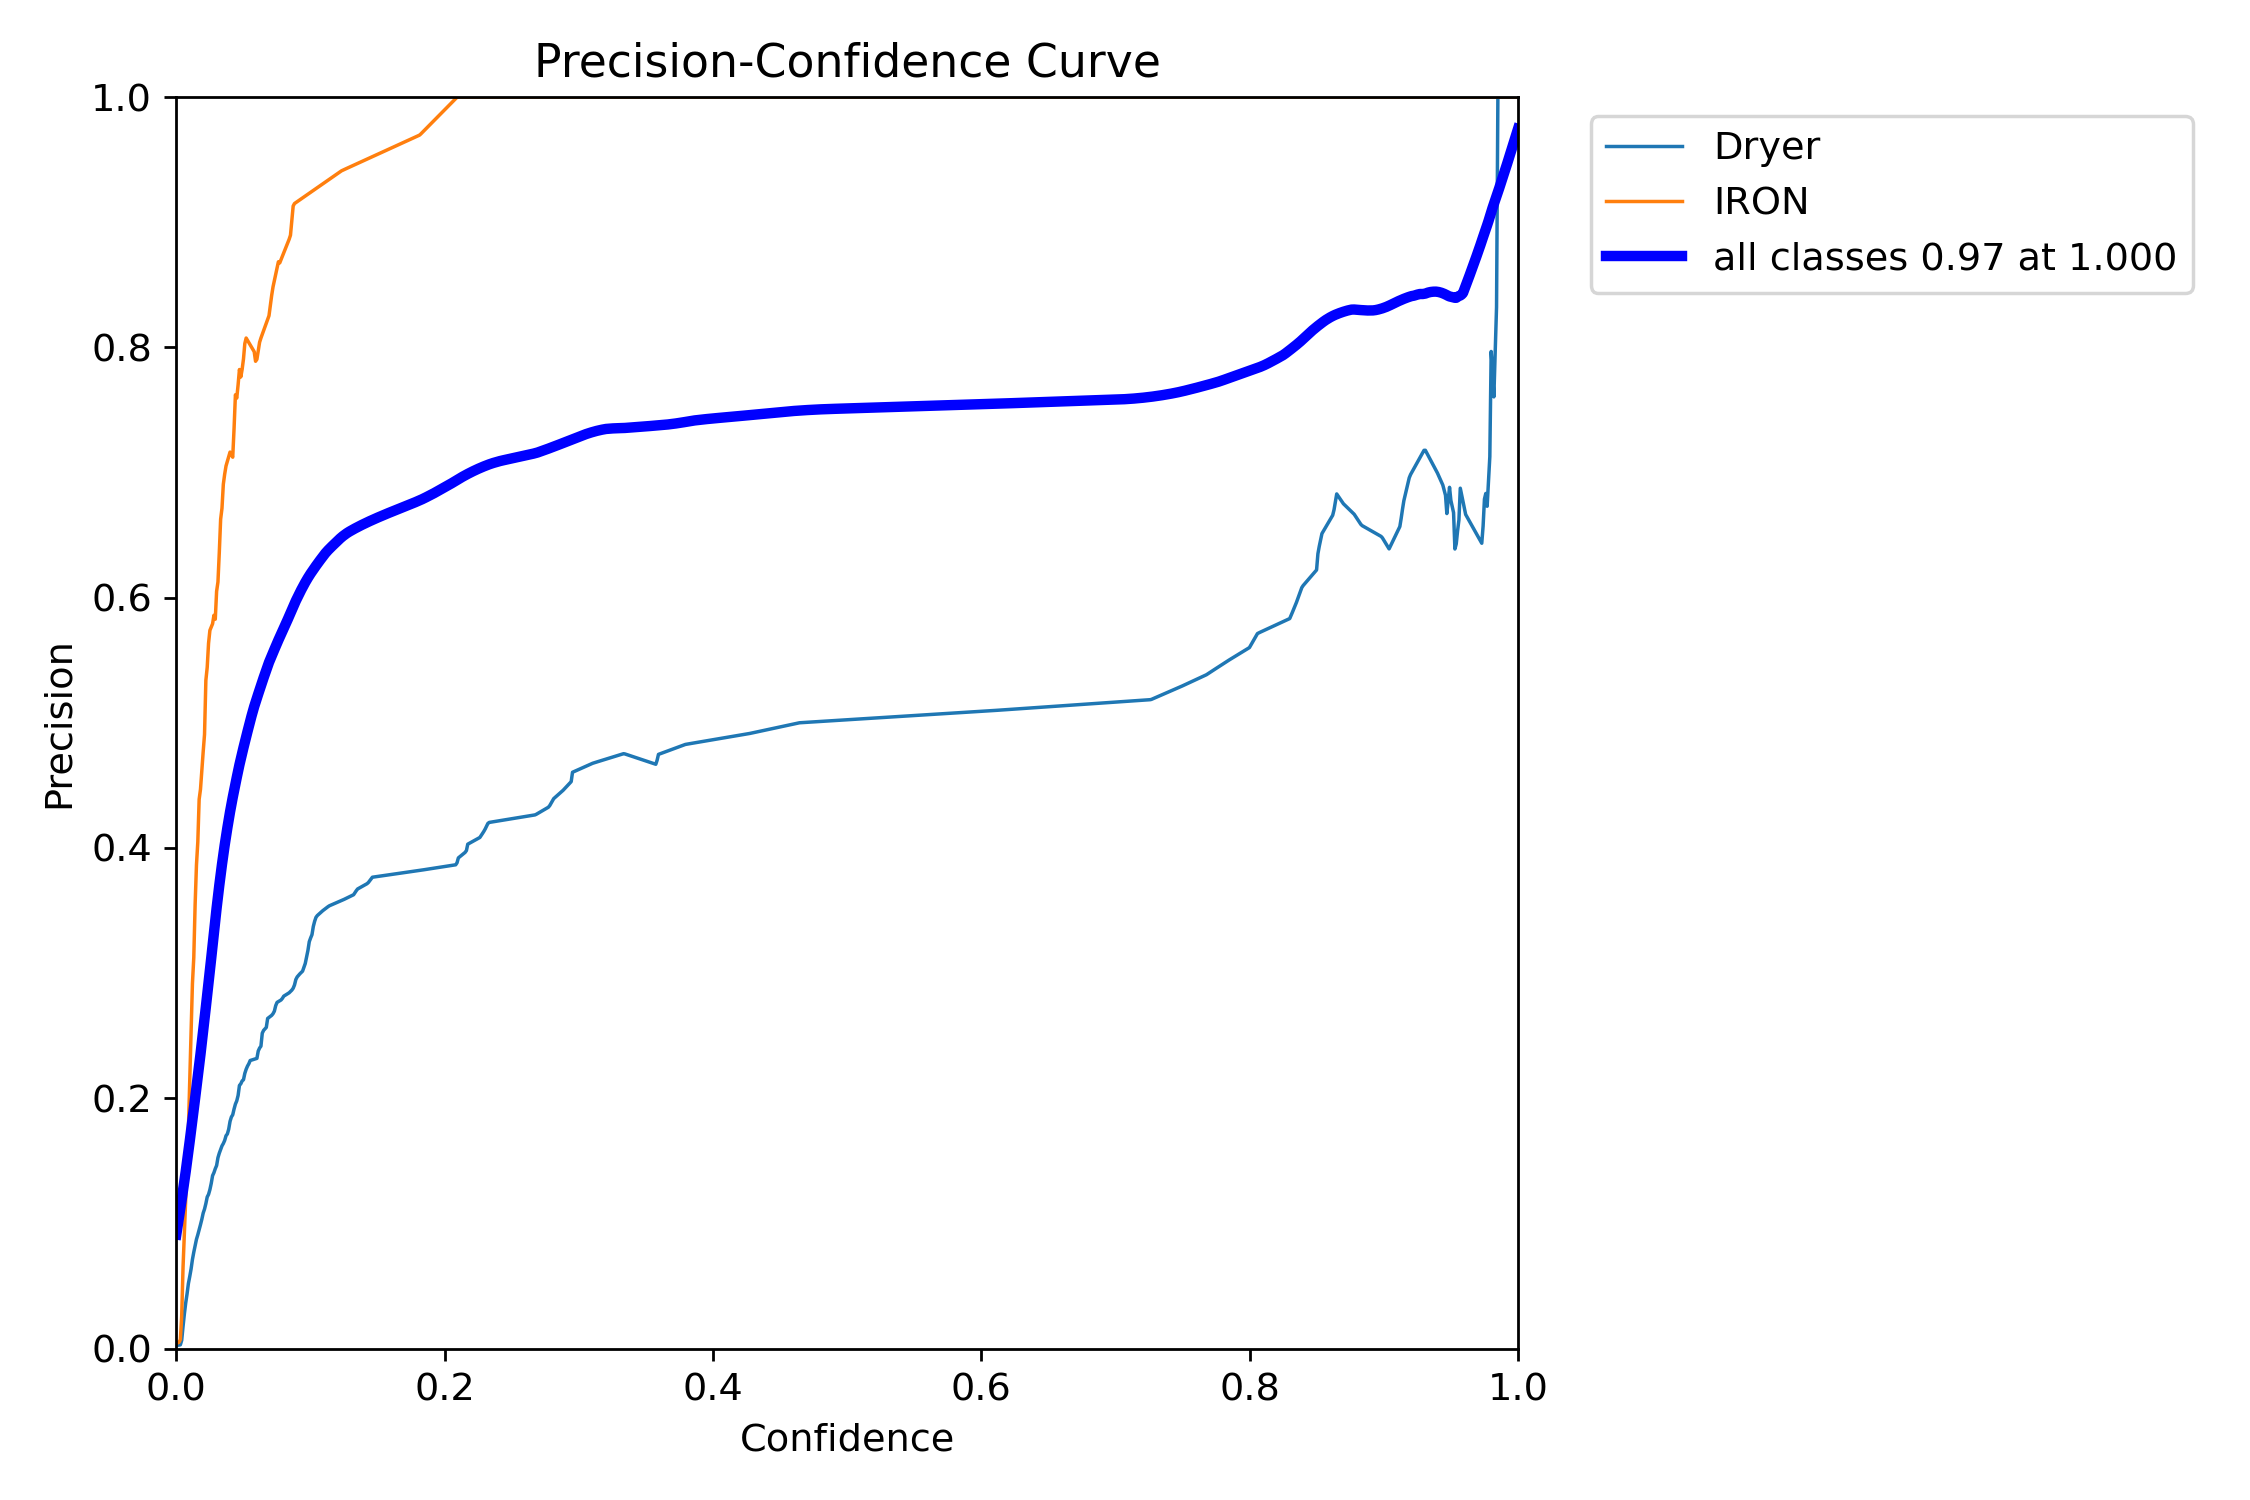 Precision-Confidence Curve
1.0
0.8
0.6
0.4
0.2
0.0
Precision
0.0 0.2 0.4 0.6 0.8 1.0
Confidence
Dryer
IRON
all classes 0.97 at 1.000